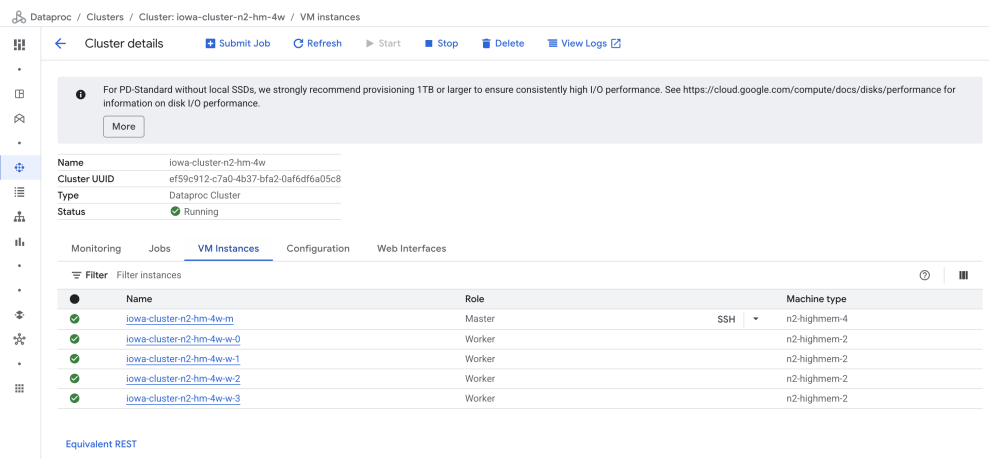 Dataproc / Clusters / Cluster: iowa-cluster-n2-hm-4w / VM instances
Cluster details Submit Job Refresh Start Stop Delete View Logs
For PD-Standard without local SSDs, we strongly recommend provisioning 1TB or larger to ensure consistently high I/O performance. See https://cloud.google.com/compute/docs/disks/performance for
information on disk I/O performance.
More
Name iowa-cluster-n2-hm-4w
Cluster UUID ef59c912-c7a0-4b37-bfa2-0af6df6a05c8
Type Dataproc Cluster
Status Running
Monitoring Jobs VM Instances Configuration Web Interfaces
Filter Filter instances
Name Role Machine type
iowa-cluster-n2-hm-4w-m Master SSH n2-highmem-4
iowa-cluster-n2-hm-4w-w-0 Worker n2-highmem-2
iowa-cluster-n2-hm-4w-w-1 Worker n2-highmem-2
iowa-cluster-n2-hm-4w-w-2 Worker n2-highmem-2
iowa-cluster-n2-hm-4w-w-3 Worker n2-highmem-2
Equivalent REST